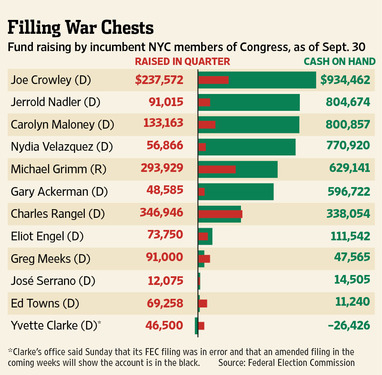 Filling War Chests
Fund raising by incumbent NYC members of Congress, as of Sept. 30
RAISED IN QUARTER CASH ON HAND
Joe Crowley (D) $237,572 $934,462
Jerrold Nadler (D) 91,015 804,674
Carolyn Maloney (D) 133,163 800,857
Nydia Velazquez (D) 56,866 770,920
Michael Grimm (R) 293,929 629,141
Gary Ackerman (D) 48,585 596,722
Charles Rangel (D) 346,946 338,054
Eliot Engel (D) 73,750 111,542
Greg Meeks (D) 91,000 47,565
José Serrano (D) 12,075 14,505
Ed Towns (D) 69,258 11,240
Yvette Clarke (D)* 46,500 –26,426
*Clarke's office said Sunday that its FEC filing was in error and that an amended filing in the
coming weeks will show the account is in the black. Source: Federal Election Commission